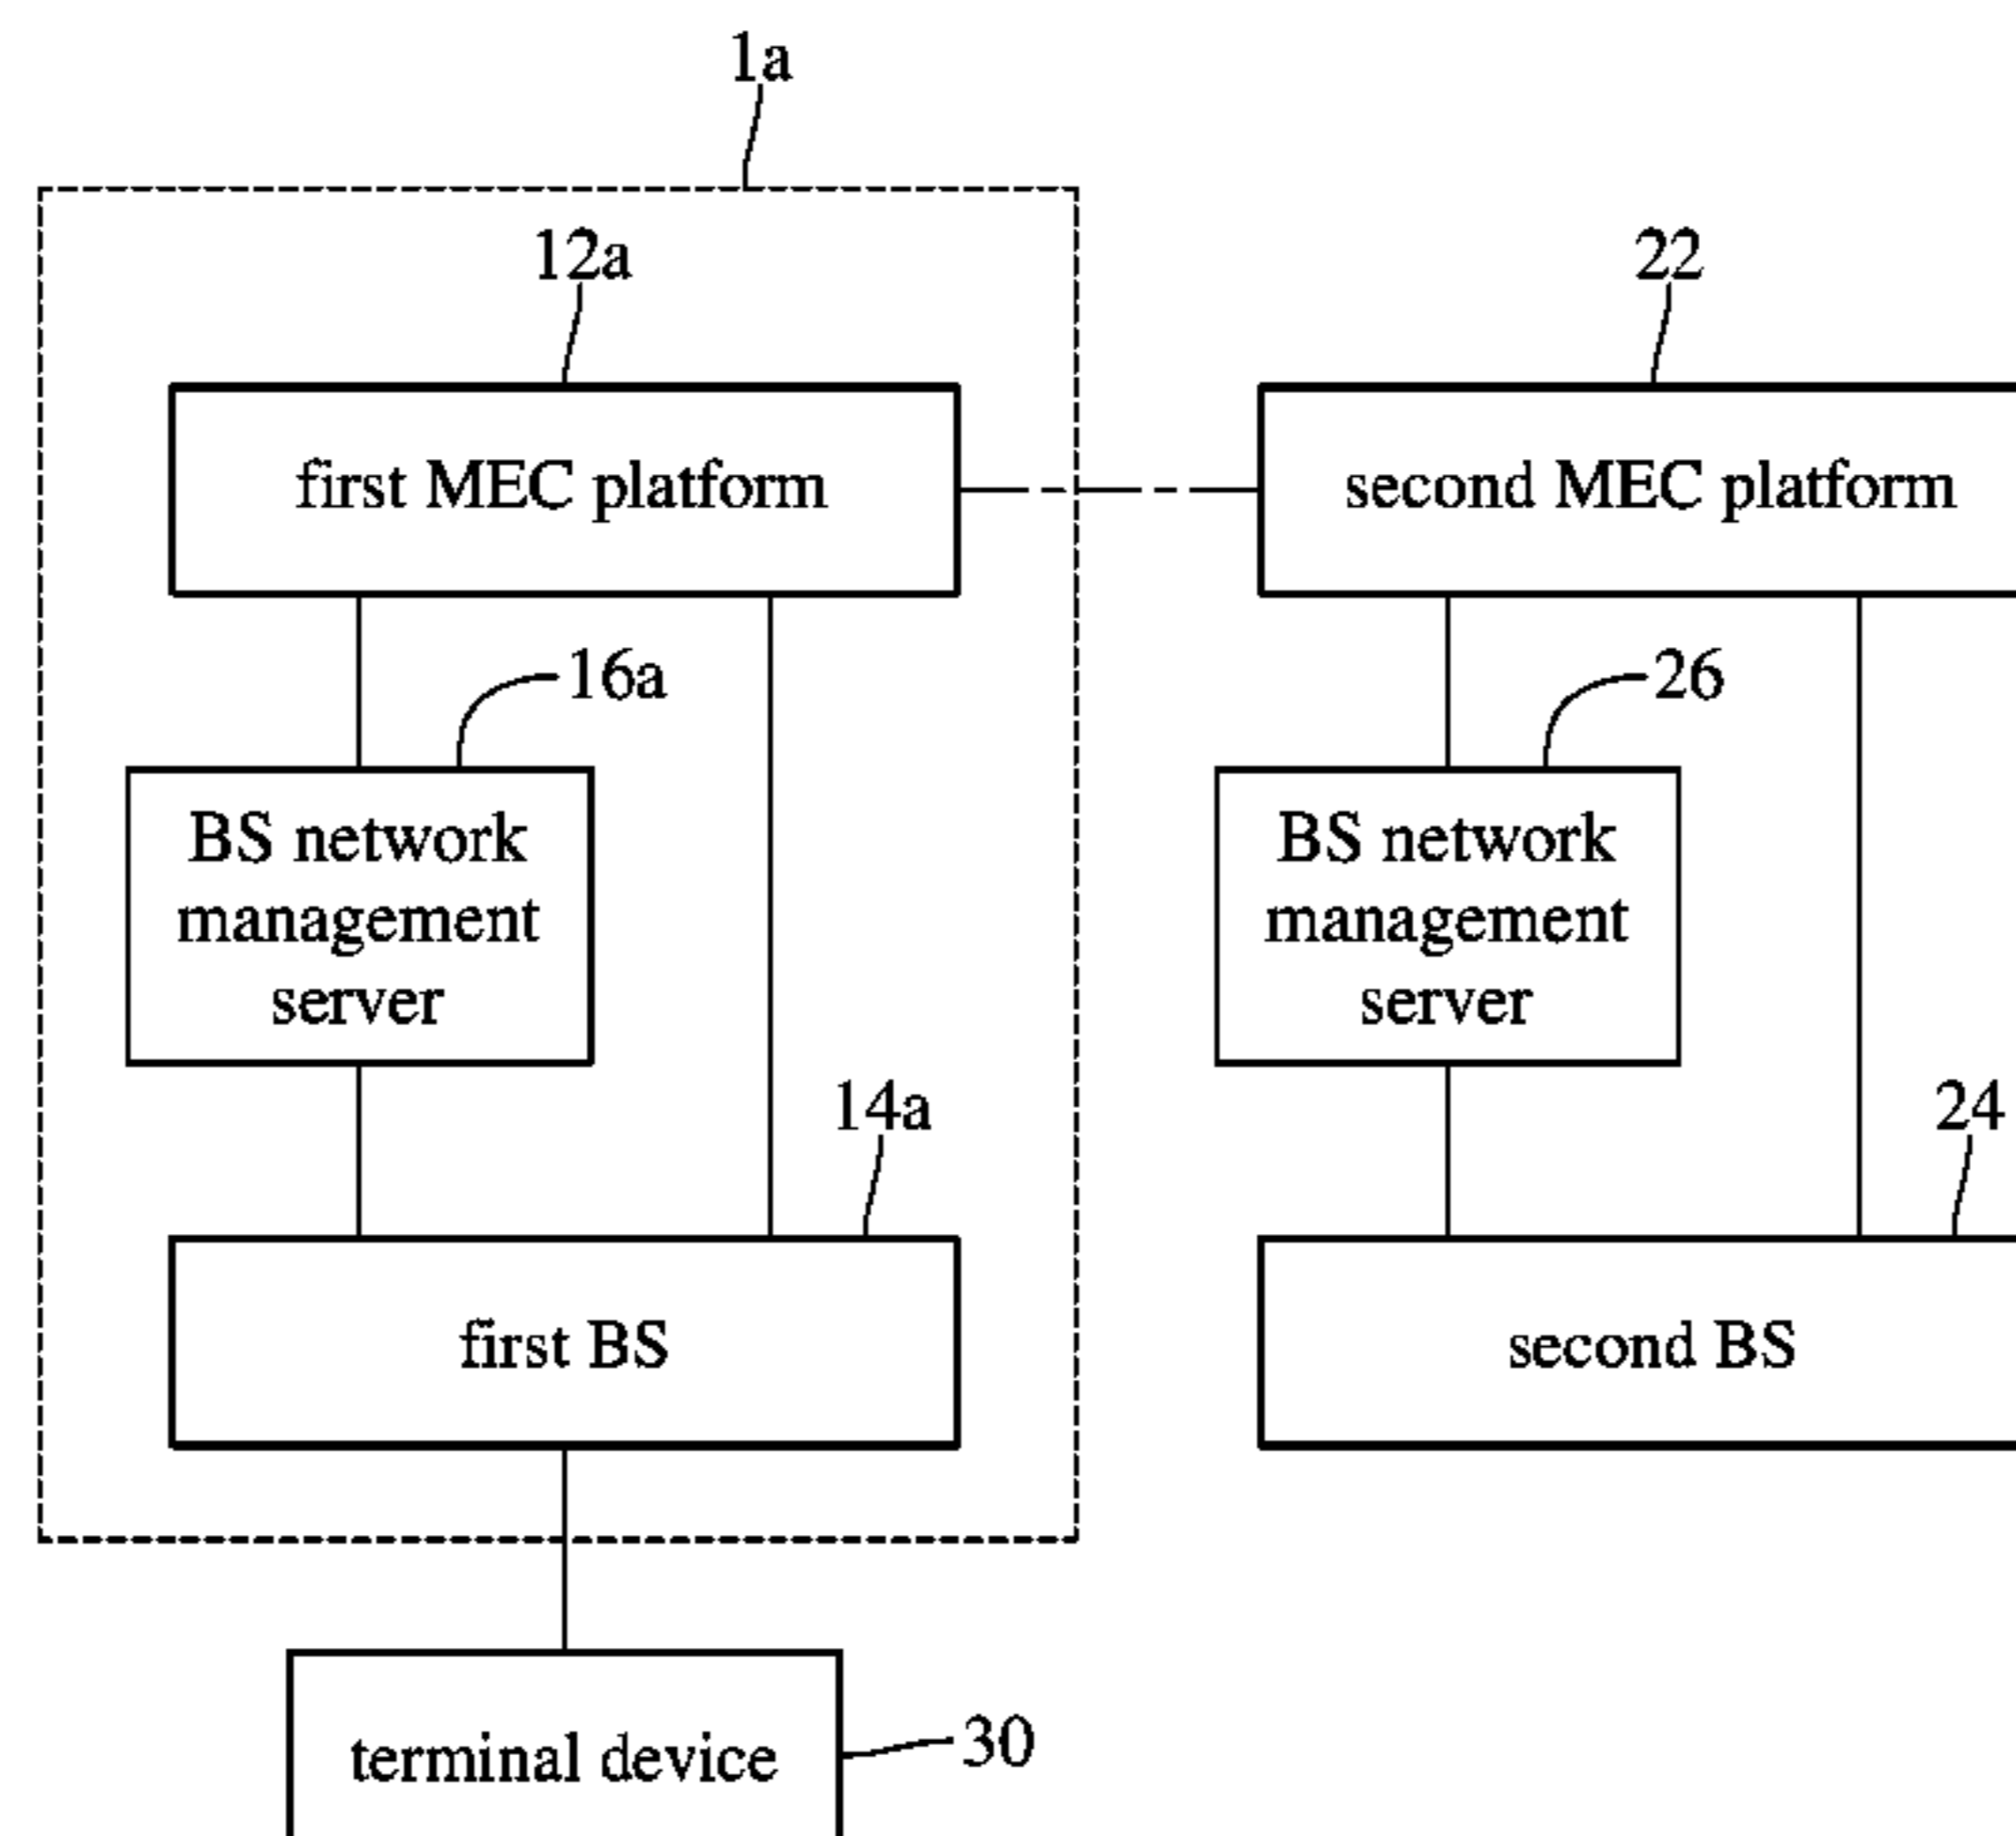 1a
12a
22
first MEC platform
second MEC platform
16a
26
BS network
management
server
BS network
management
server
14a
24
first BS
second BS
terminal device
30